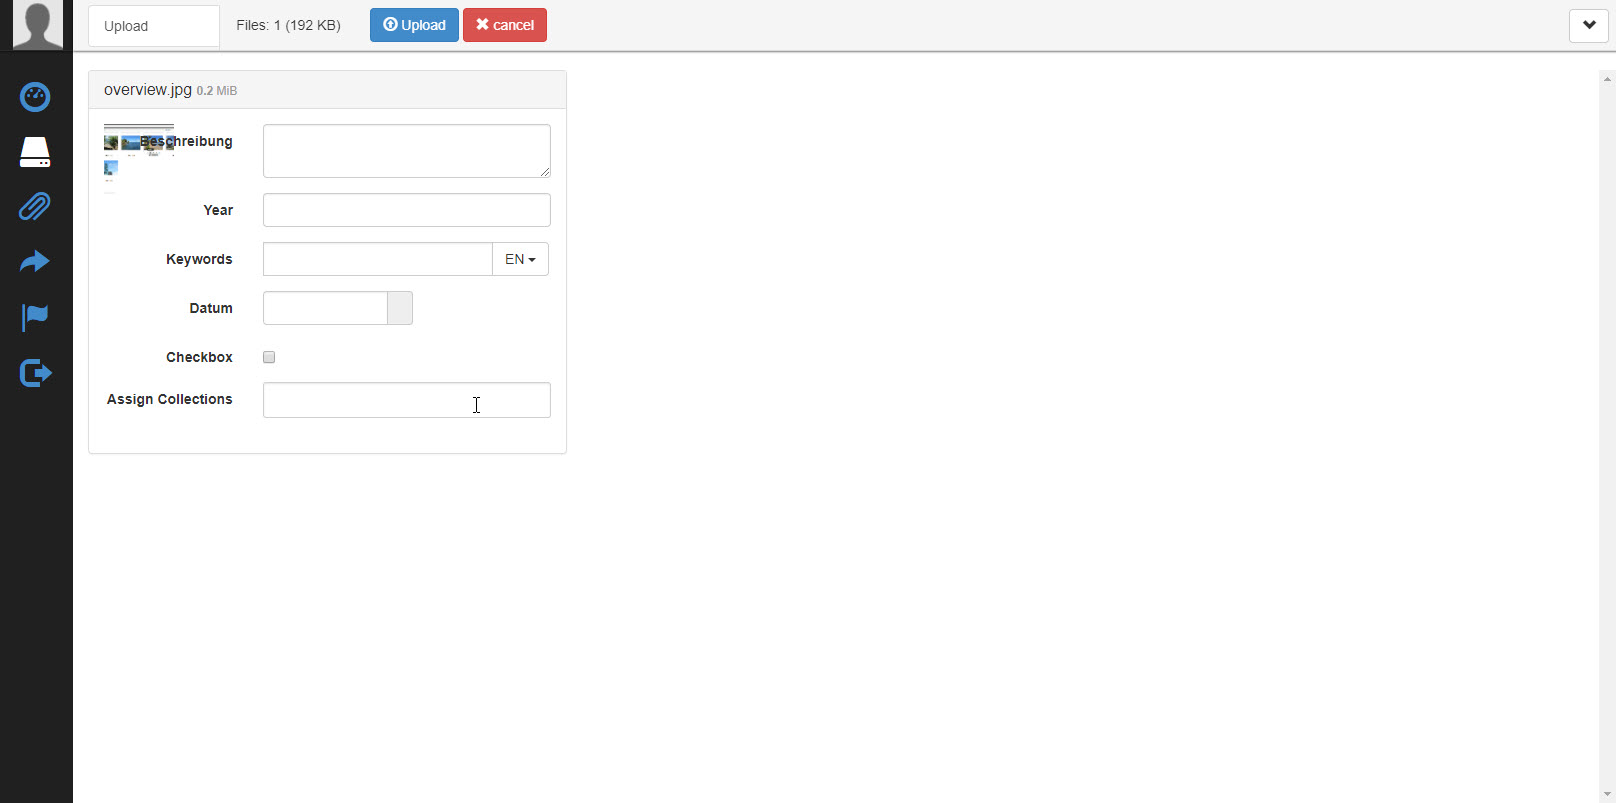 Upload
Files: 1 (192 KB)
Upload
cancel
overview.jpg 0.2 MiB
Beschreibung
Year
Keywords
EN
Datum
Checkbox
Assign Collections